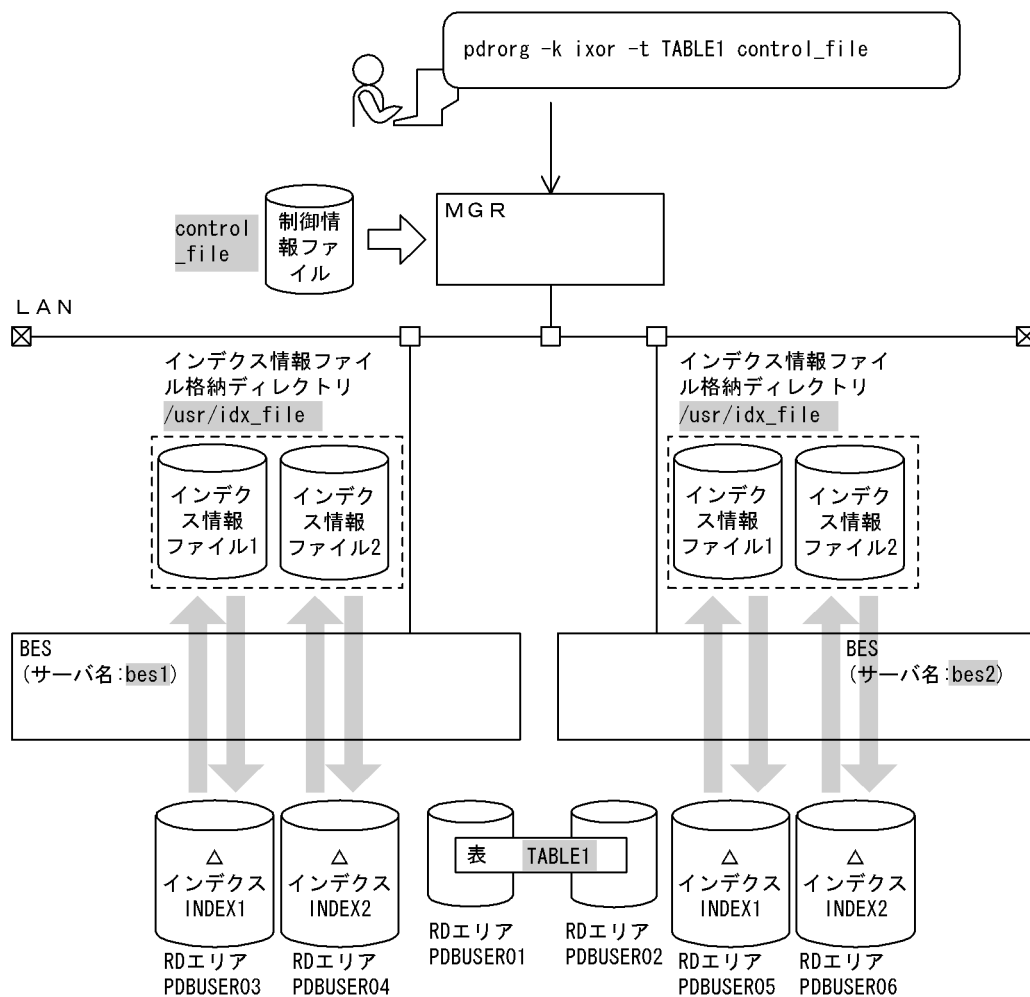 pdrorg -k ixor -t TABLE1 control_file
MGR
control
_file
制御情
報ファ
イル
LAN
インデクス情報ファイ
ル格納ディレクトリ
/usr/idx_file
インデクス情報ファイ
ル格納ディレクトリ
/usr/idx_file
インデク
ス情報
ファイル1
インデク
ス情報
ファイル2
インデク
ス情報
ファイル1
インデク
ス情報
ファイル2
BES
(サーバ名:bes1)
BES
(サーバ名:bes2)
△
インデクス
INDEX1
△
インデクス
INDEX2
表 TABLE1
△
インデクス
INDEX1
△
インデクス
INDEX2
RDエリア
PDBUSER03
RDエリア
PDBUSER04
RDエリア
PDBUSER01
RDエリア
PDBUSER02
RDエリア
PDBUSER05
RDエリア
PDBUSER06